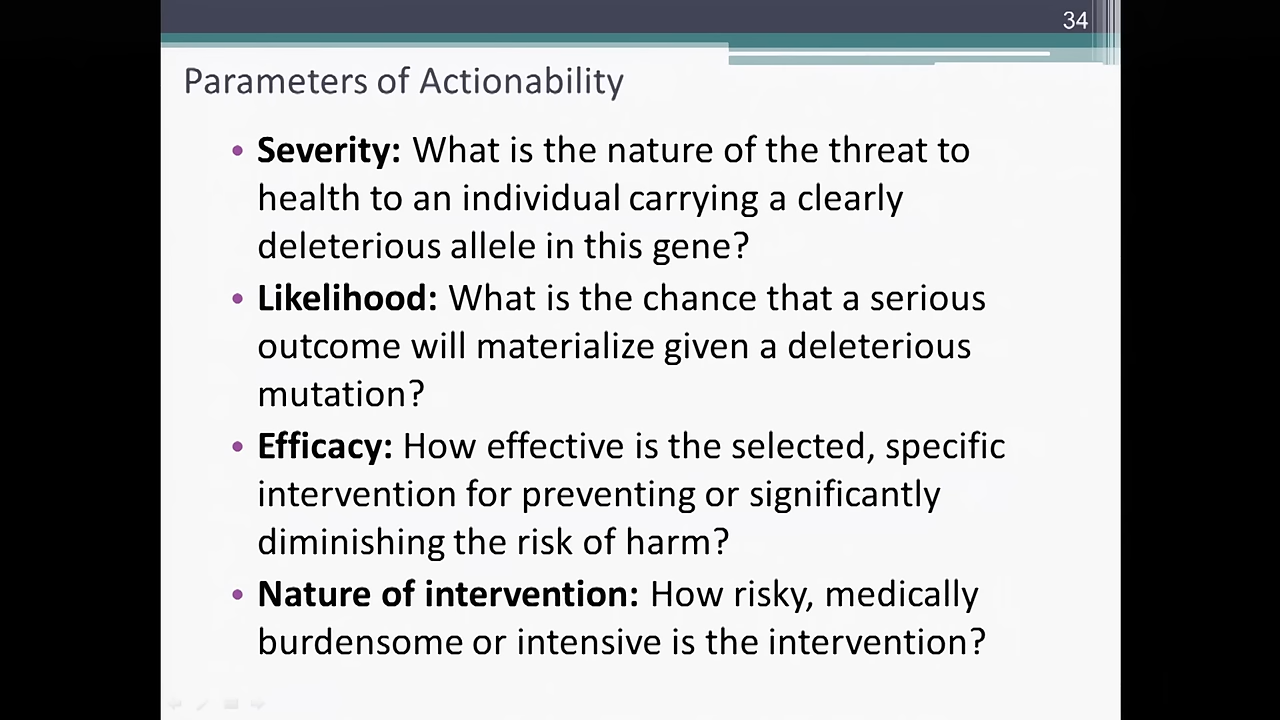 34
Parameters of Actionability
• Severity: What is the nature of the threat to
health to an individual carrying a clearly
deleterious allele in this gene?
• Likelihood: What is the chance that a serious
outcome will materialize given a deleterious
mutation?
• Efficacy: How effective is the selected, specific
intervention for preventing or significantly
diminishing the risk of harm?
• Nature of intervention: How risky, medically
burdensome or intensive is the intervention?